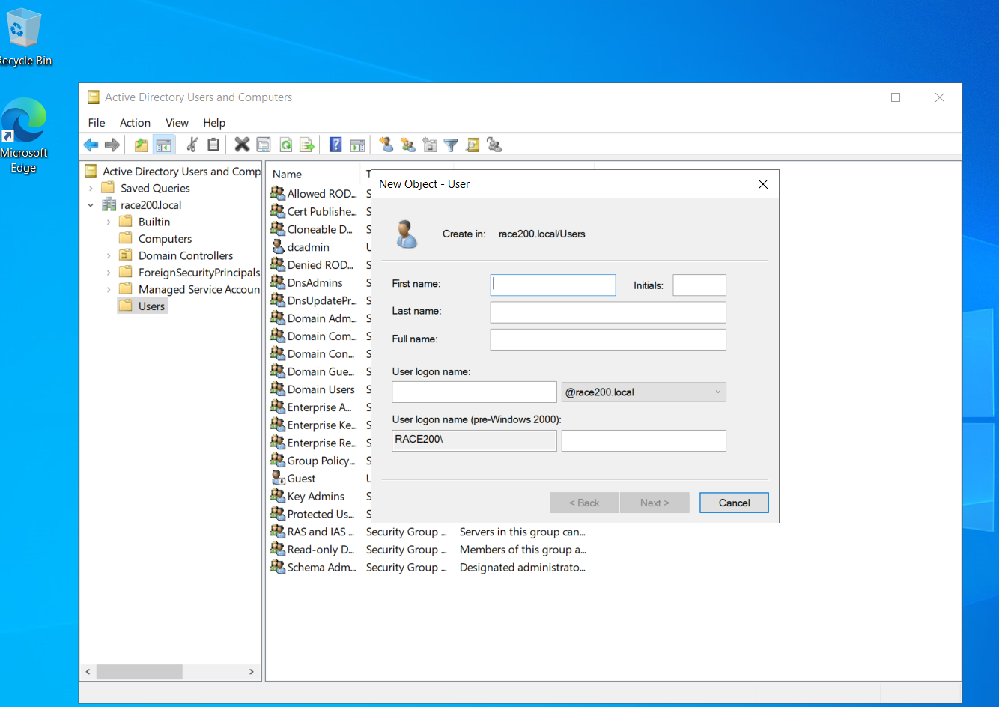 Recycle Bin
Microsoft
Edge
Active Directory Users and Computers
File Action View Help
Active Directory Users and Comp
Saved Queries
race200.local
Builtin
Computers
Domain Controllers
ForeignSecurityPrincipals
Managed Service Accoun
Users
Name T
Allowed ROD... S
Cert Publishe... S
Cloneable D... S
dcadmin U
Denied ROD... S
DnsAdmins S
DnsUpdatePr... S
Domain Adm... S
Domain Com... S
Domain Con... S
Domain Gue... S
Domain Users S
Enterprise A... S
Enterprise Ke... S
Enterprise Re... S
Group Policy... S
Guest U
Key Admins S
Protected Us... S
RAS and IAS ... Security Group ... Servers in this group can...
Read-only D... Security Group ... Members of this group a...
Schema Adm... Security Group ... Designated administrato...
New Object - User
Create in: race200.local/Users
First name: Initials:
Last name:
Full name:
User logon name:
@race200.local
User logon name (pre-Windows 2000):
RACE200\
< Back Next > Cancel